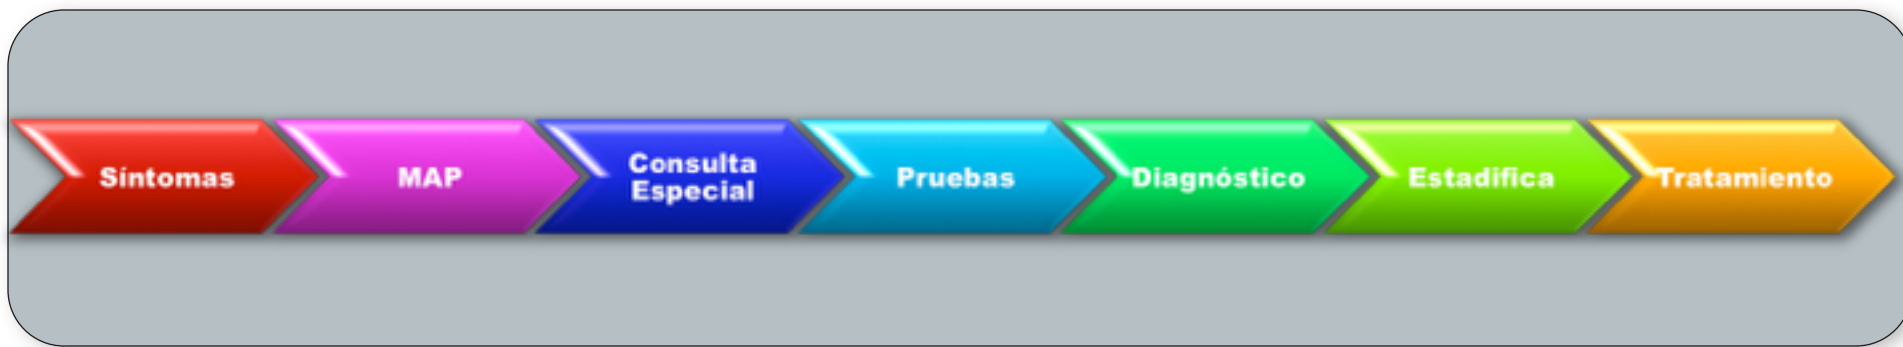 Síntomas
MAP
Consulta
Especial
Pruebas
Diagnóstico
Estadifica
Tratamiento